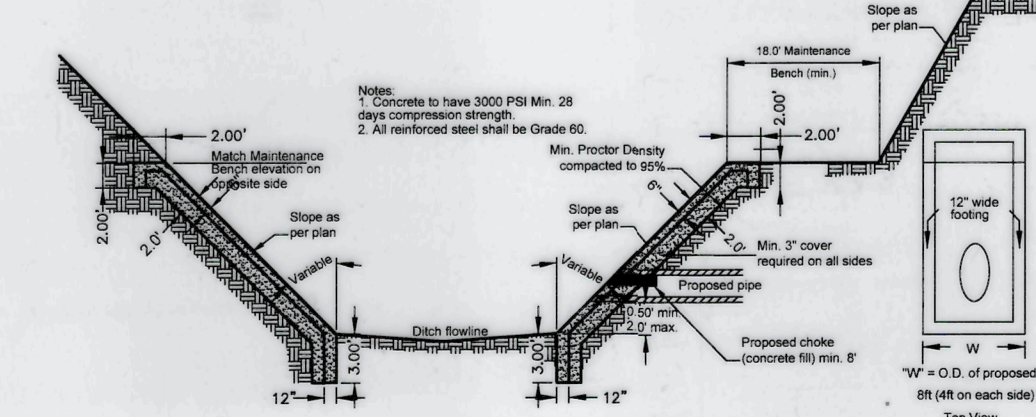 Slope as
per plan
18.0' Maintenance
Bench (min.)
Notes:
1. Concrete to have 3000 PSI Min. 28
days compression strength.
2. All reinforced steel shall be Grade 60.
2.00'
2.00'
2.00'
Match Maintenance
Bench elevation on
opposite side
6"
Min. Proctor Density
compacted to 95%
6"
12" wide
footing
2.00'
2.0'
Slope as
per plan
Slope as
per plan
2.0'
Min. 3" cover
required on all sides
Variable
Variable
Proposed pipe
0.50' min.
2.0' max.
Ditch flowline
3.00'
3.00'
Proposed choke
(concrete fill) min. 8'
W
12"
12"
"W" = O.D. of proposed
8ft (4ft on each side)
Top View